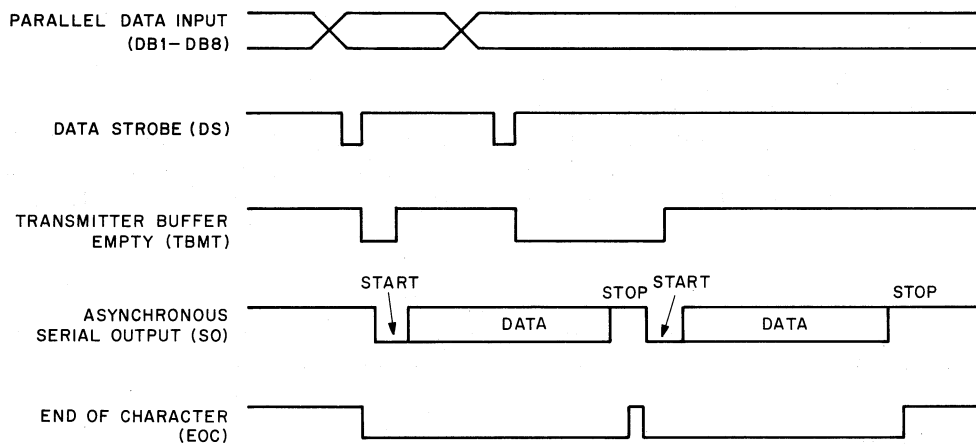 PARALLEL DATA INPUT
(DB1-DB8)
DATA STROBE (DS)
TRANSMITTER BUFFER
EMPTY (TBMT)
START
STOP
START
STOP
ASYNCHRONOUS
SERIAL OUTPUT (SO)
DATA
DATA
END OF CHARACTER
(EOC)